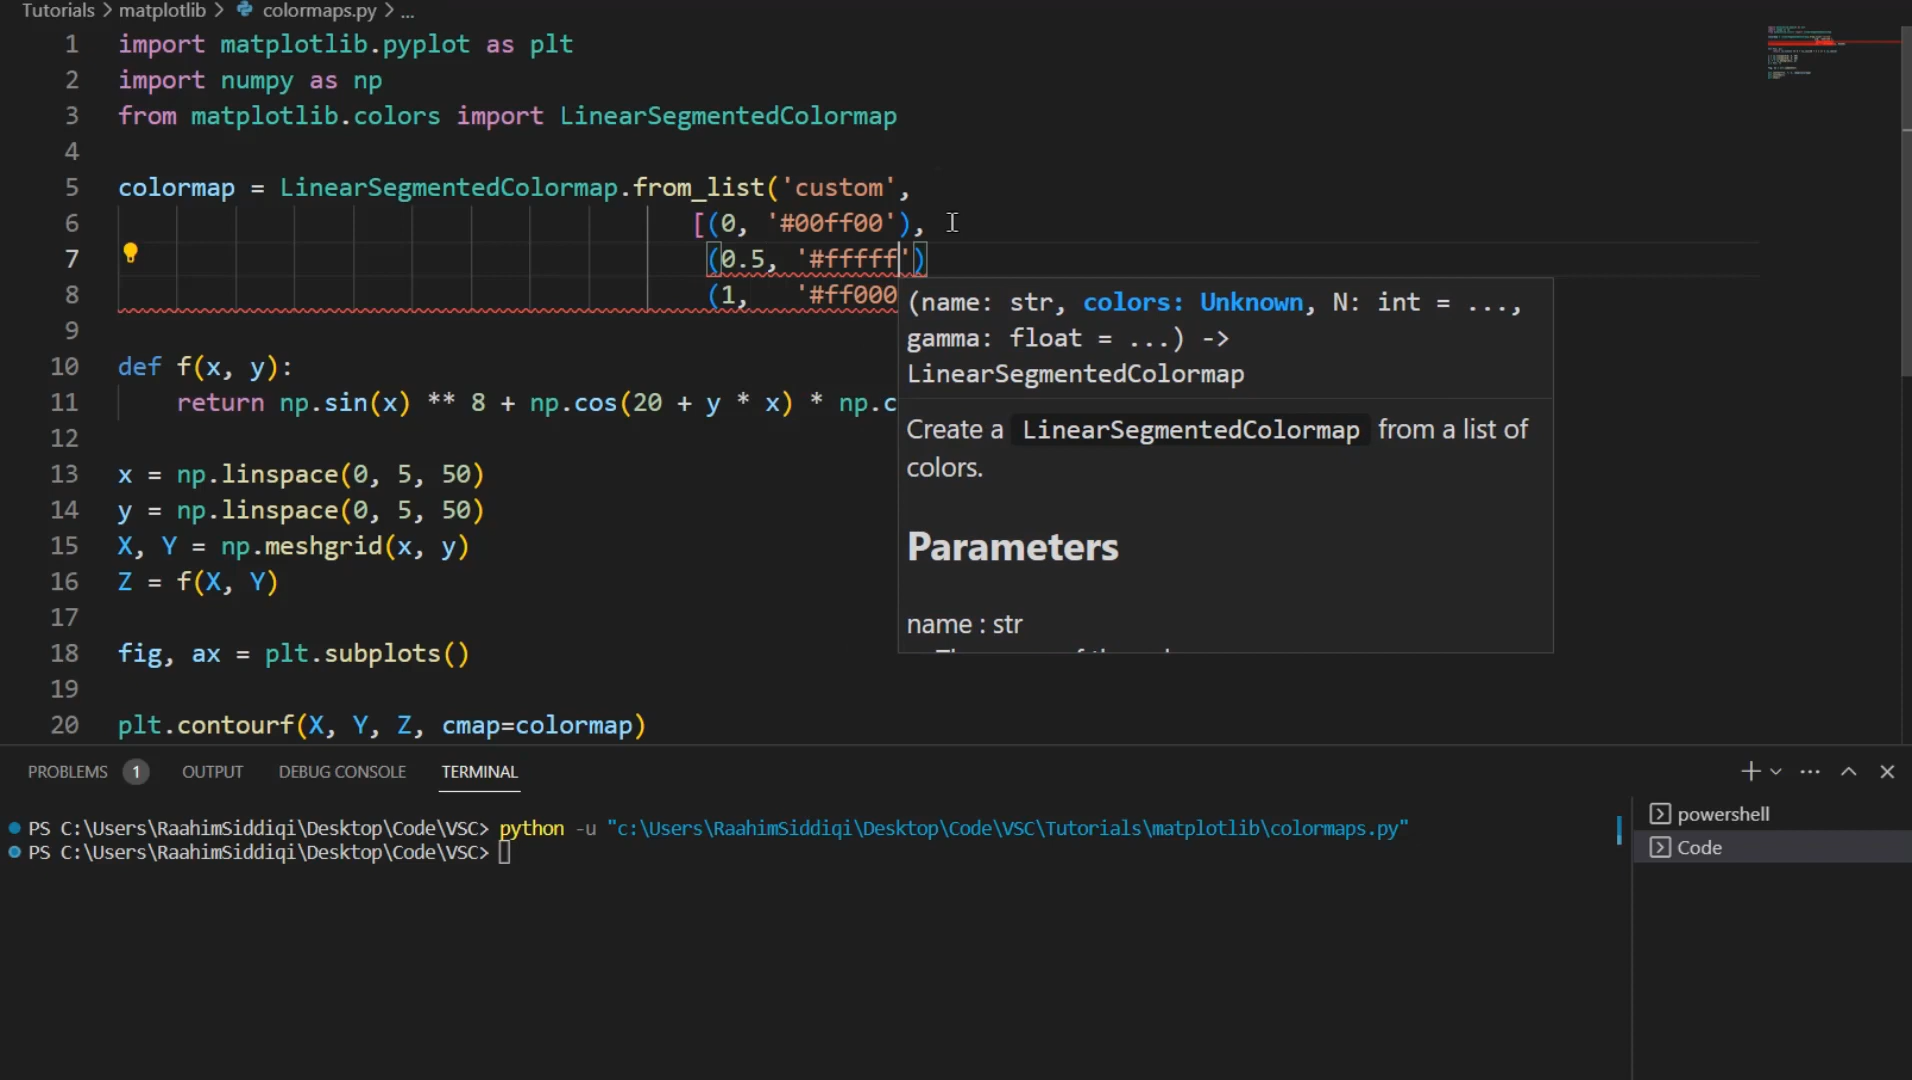 Tutorials > matplotlib > colormaps.py > ...
1 import matplotlib.pyplot as plt
2 import numpy as np
3 from matplotlib.colors import LinearSegmentedColormap
4
5 colormap = LinearSegmentedColormap.from_list('custom',
6 [(0, '#00ff00'),
7 (0.5, '#fffff')
8 (1, '#ff000
9
10 def f(x, y):
11 return np.sin(x) ** 8 + np.cos(20 + y * x) * np.c
12
13 x = np.linspace(0, 5, 50)
14 y = np.linspace(0, 5, 50)
15 X, Y = np.meshgrid(x, y)
16 Z = f(X, Y)
17
18 fig, ax = plt.subplots()
19
20 plt.contourf(X, Y, Z, cmap=colormap)
(name: str, colors: Unknown, N: int = ...,
gamma: float = ...) ->
LinearSegmentedColormap
Create a LinearSegmentedColormap from a list of
colors.
Parameters
name : str
PROBLEMS 1 OUTPUT DEBUG CONSOLE TERMINAL
PS C:\Users\RaahimSiddiqi\Desktop\Code\VSC> python -u "c:\Users\RaahimSiddiqi\Desktop\Code\VSC\Tutorials\matplotlib\colormaps.py"
PS C:\Users\RaahimSiddiqi\Desktop\Code\VSC>
powershell
Code